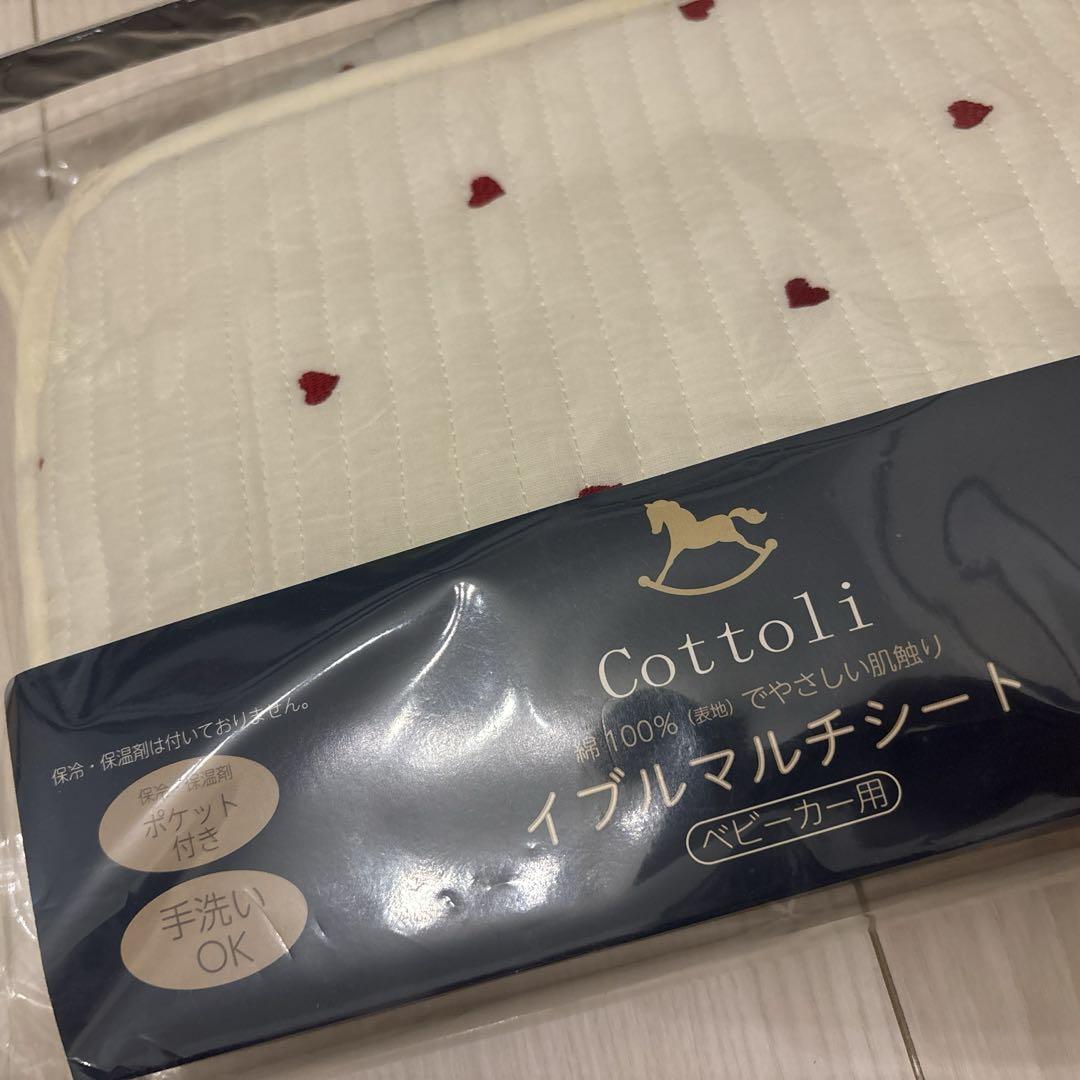 Cottoli
綿100%（表地）でやさしい肌触り
イブルマルチシート
ベビーカー用
保冷・保温剤は付いておりません。
保冷・保温剤
ポケット
付き
手洗い
OK